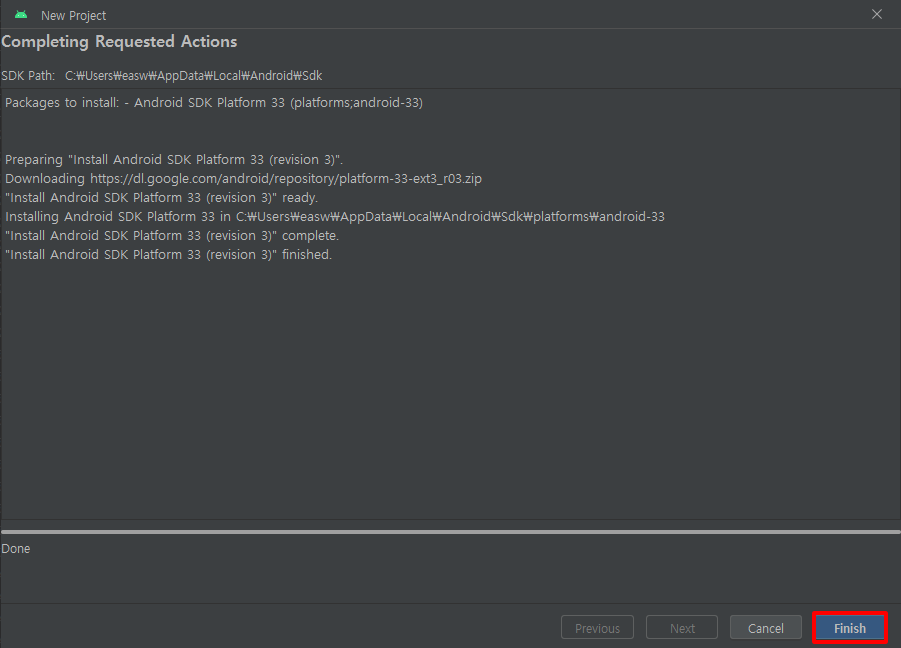 New Project
Completing Requested Actions
SDK Path: C:₩Users₩easw₩AppData₩Local₩Android₩Sdk
Packages to install: - Android SDK Platform 33 (platforms;android-33)
Preparing "Install Android SDK Platform 33 (revision 3)".
Downloading https://dl.google.com/android/repository/platform-33-ext3_r03.zip
"Install Android SDK Platform 33 (revision 3)" ready.
Installing Android SDK Platform 33 in C:₩Users₩easw₩AppData₩Local₩Android₩Sdk₩platforms₩android-33
"Install Android SDK Platform 33 (revision 3)" complete.
"Install Android SDK Platform 33 (revision 3)" finished.
Done
Previous Next Cancel Finish